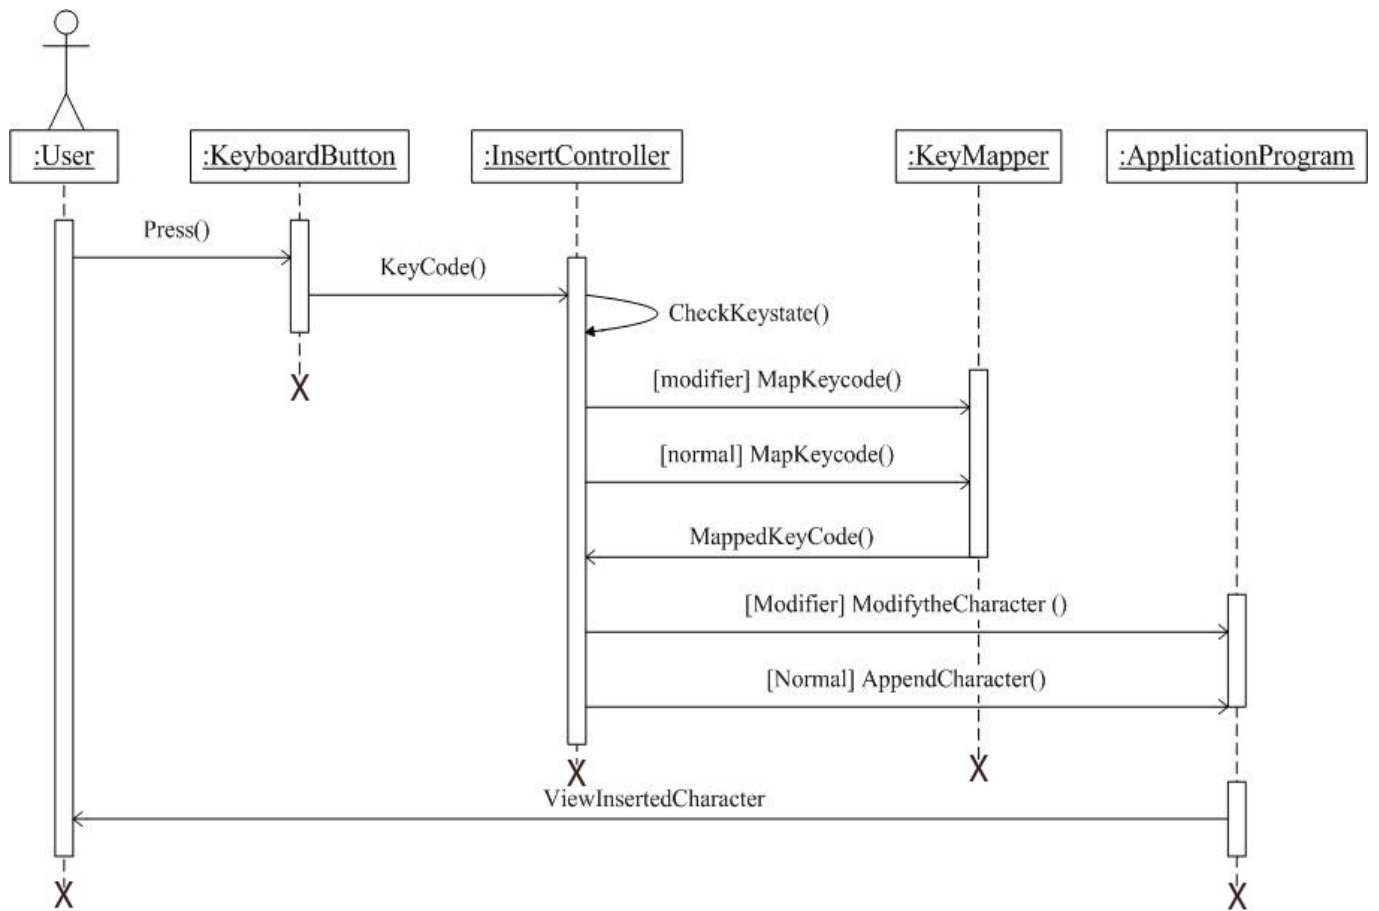 :User
:KeyboardButton
:InsertController
:KeyMapper
:ApplicationProgram
Press()
KeyCode()
CheckKeystate()
[modifier] MapKeycode()
[normal] MapKeycode()
MappedKeyCode()
[Modifier] ModifytheCharacter ()
[Normal] AppendCharacter()
ViewInsertedCharacter